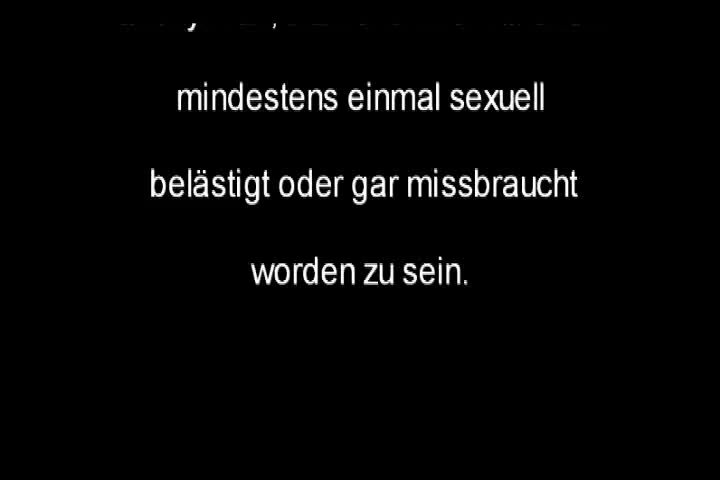 mindestens einmal sexuell
belästigt oder gar missbraucht
worden zu sein.